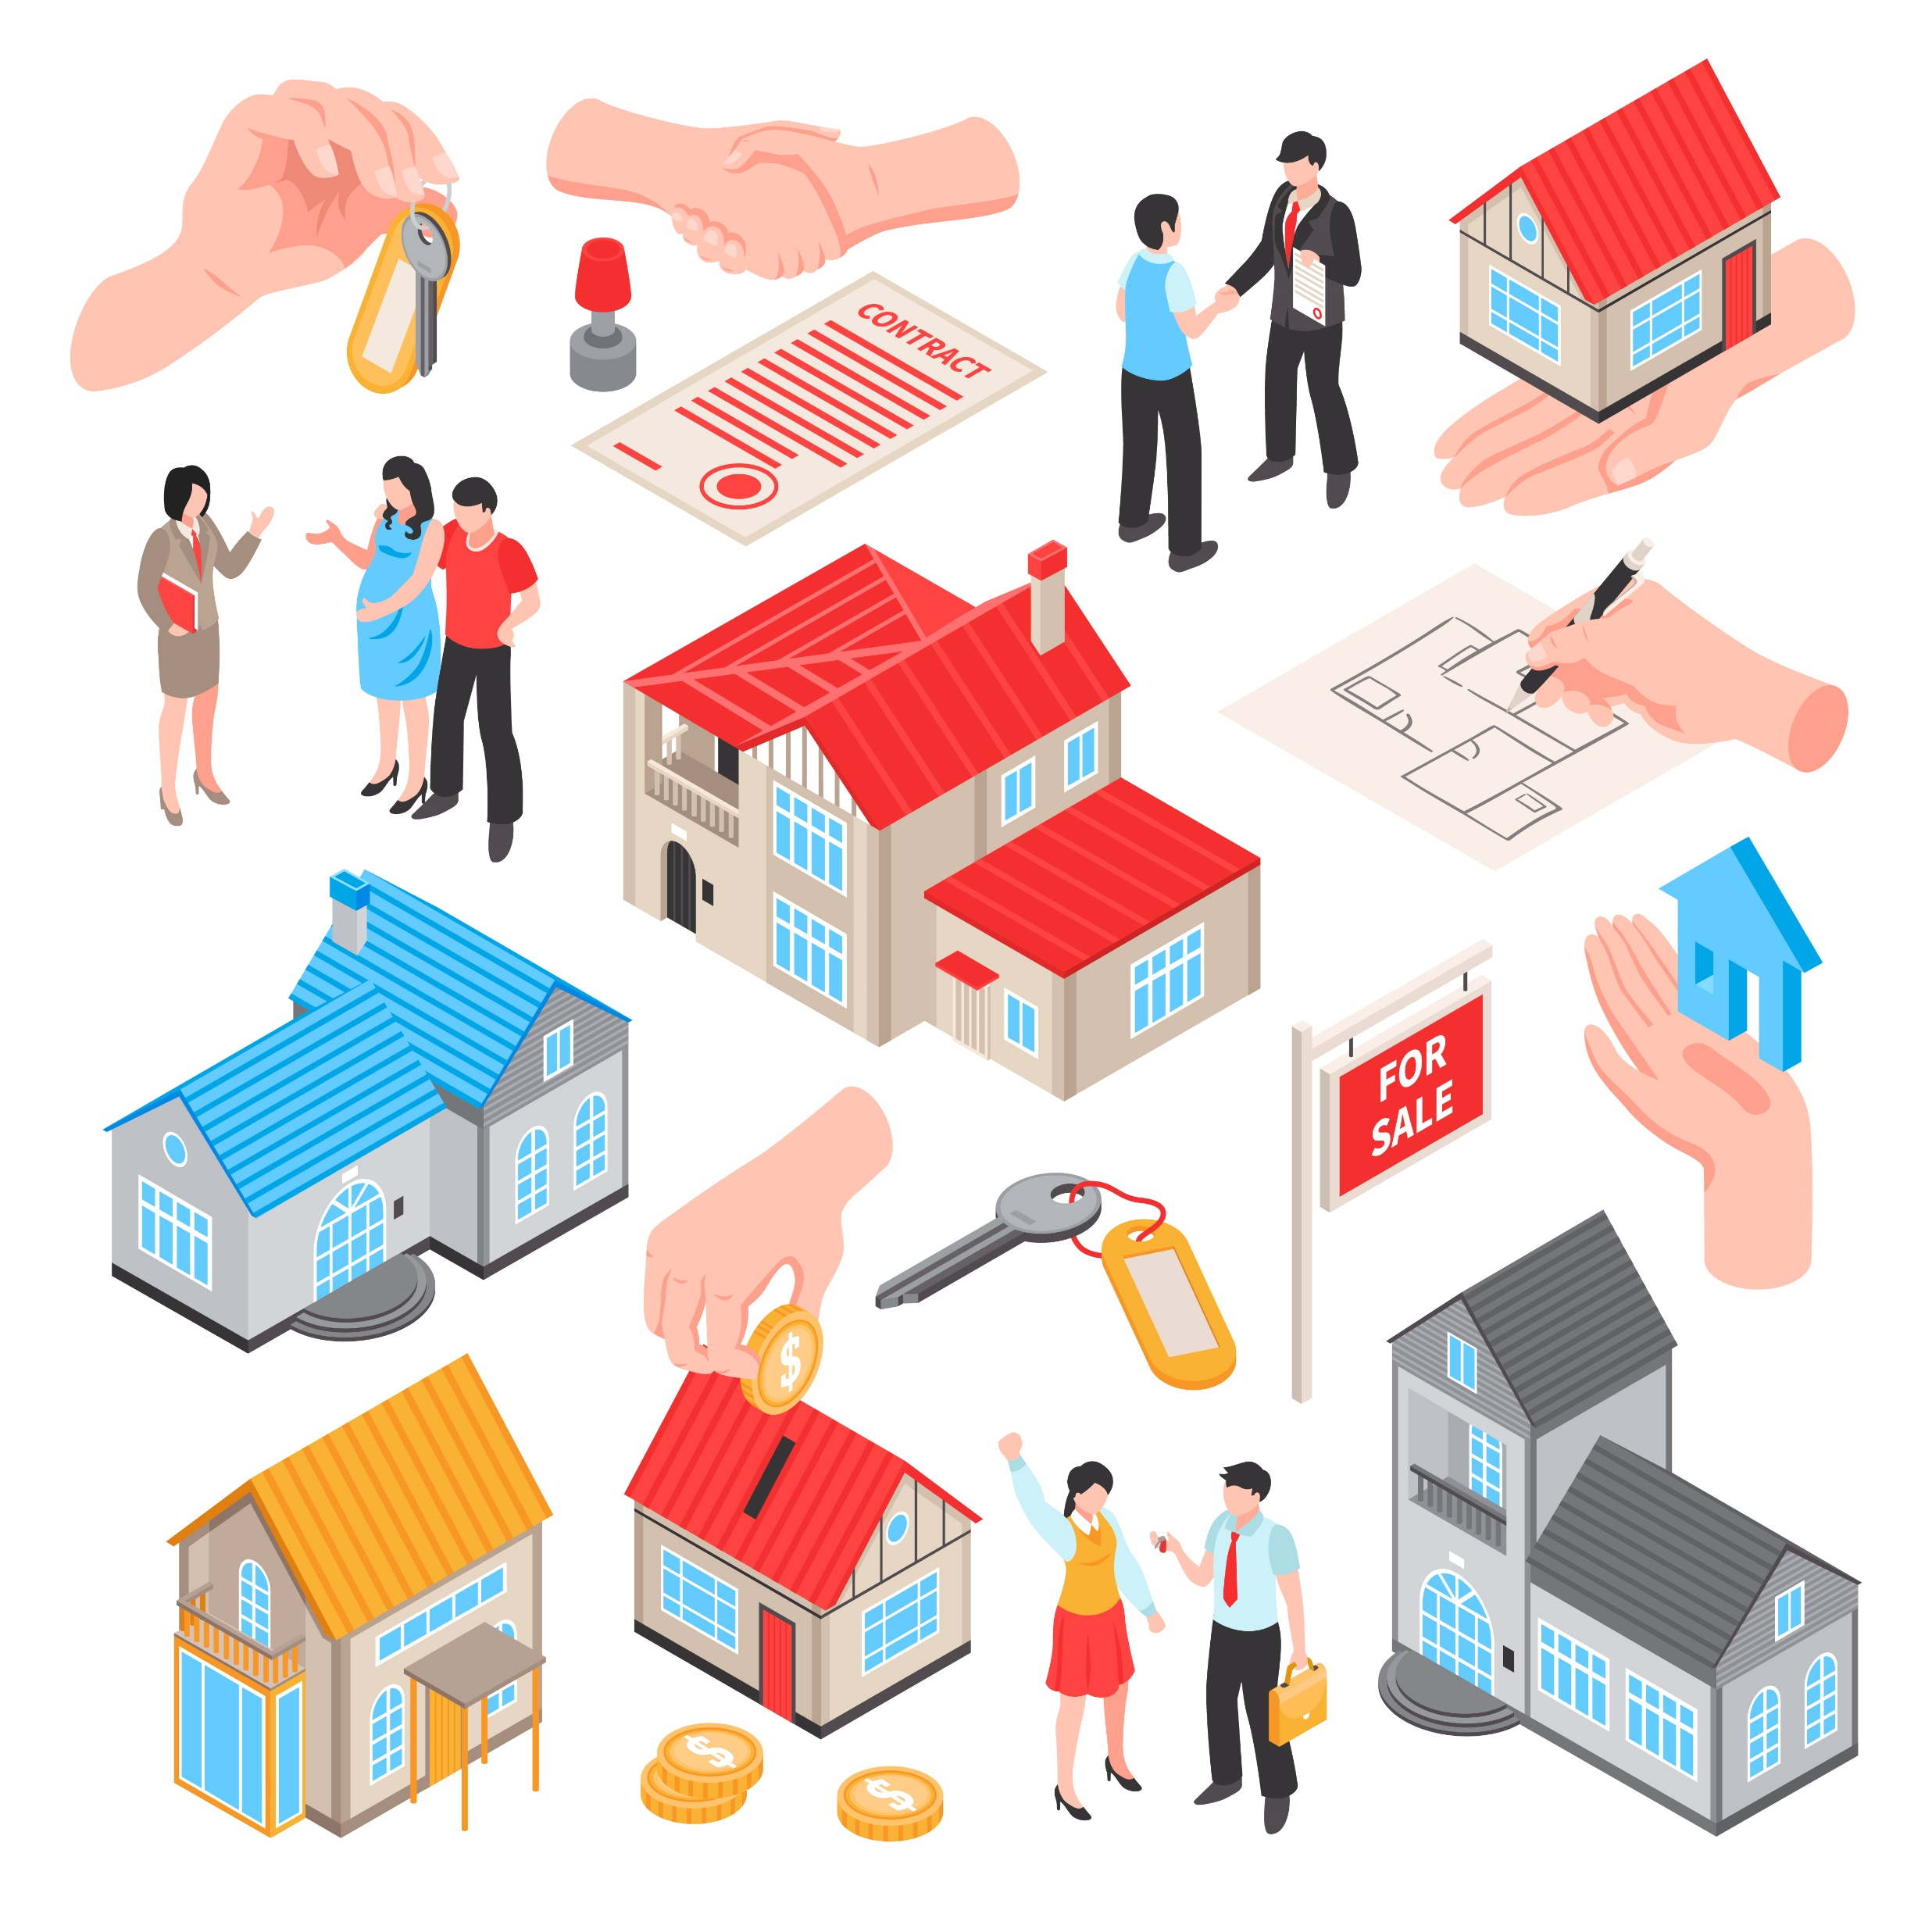 CONTRACT
FOR
SALE
$
$
$